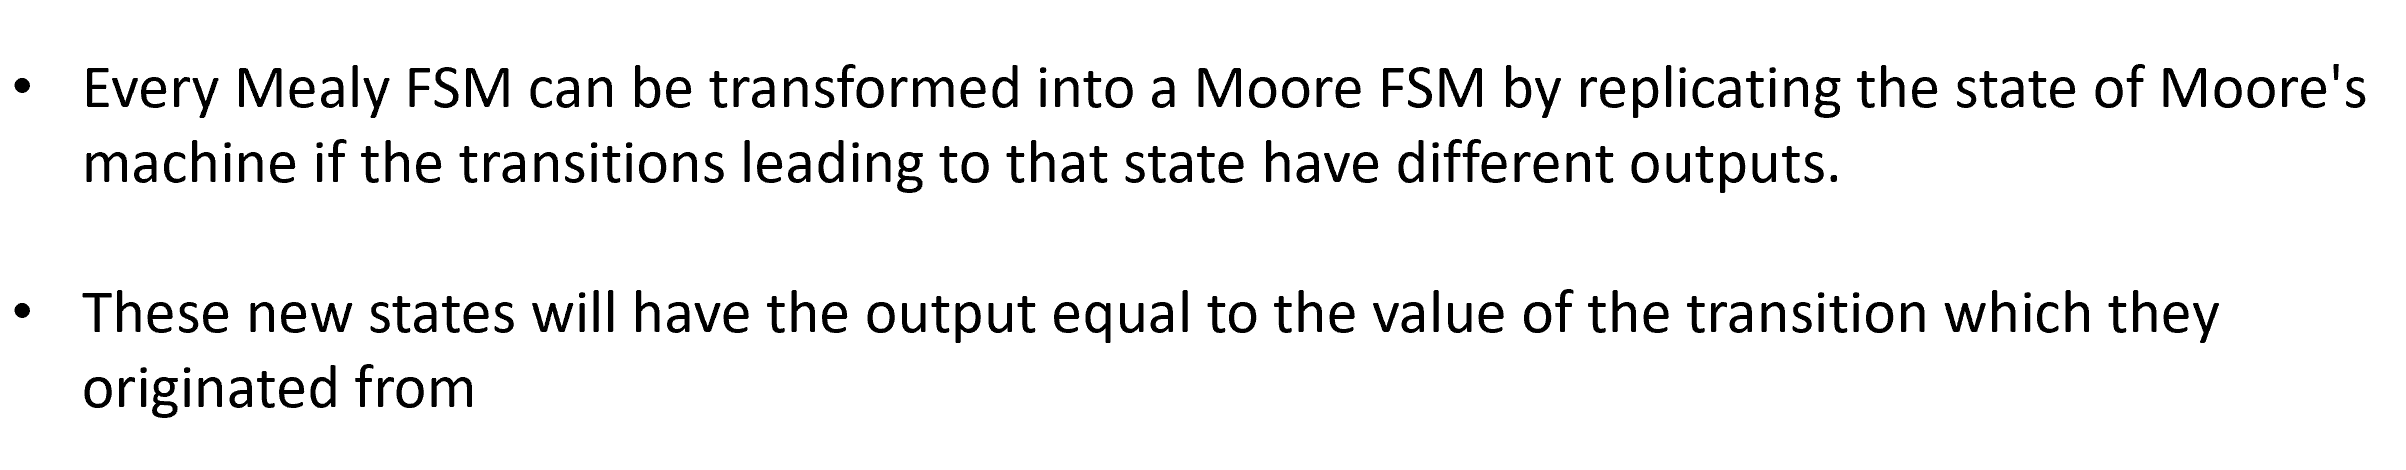 • Every Mealy FSM can be transformed into a Moore FSM by replicating the state of Moore's
machine if the transitions leading to that state have different outputs.
• These new states will have the output equal to the value of the transition which they
originated from